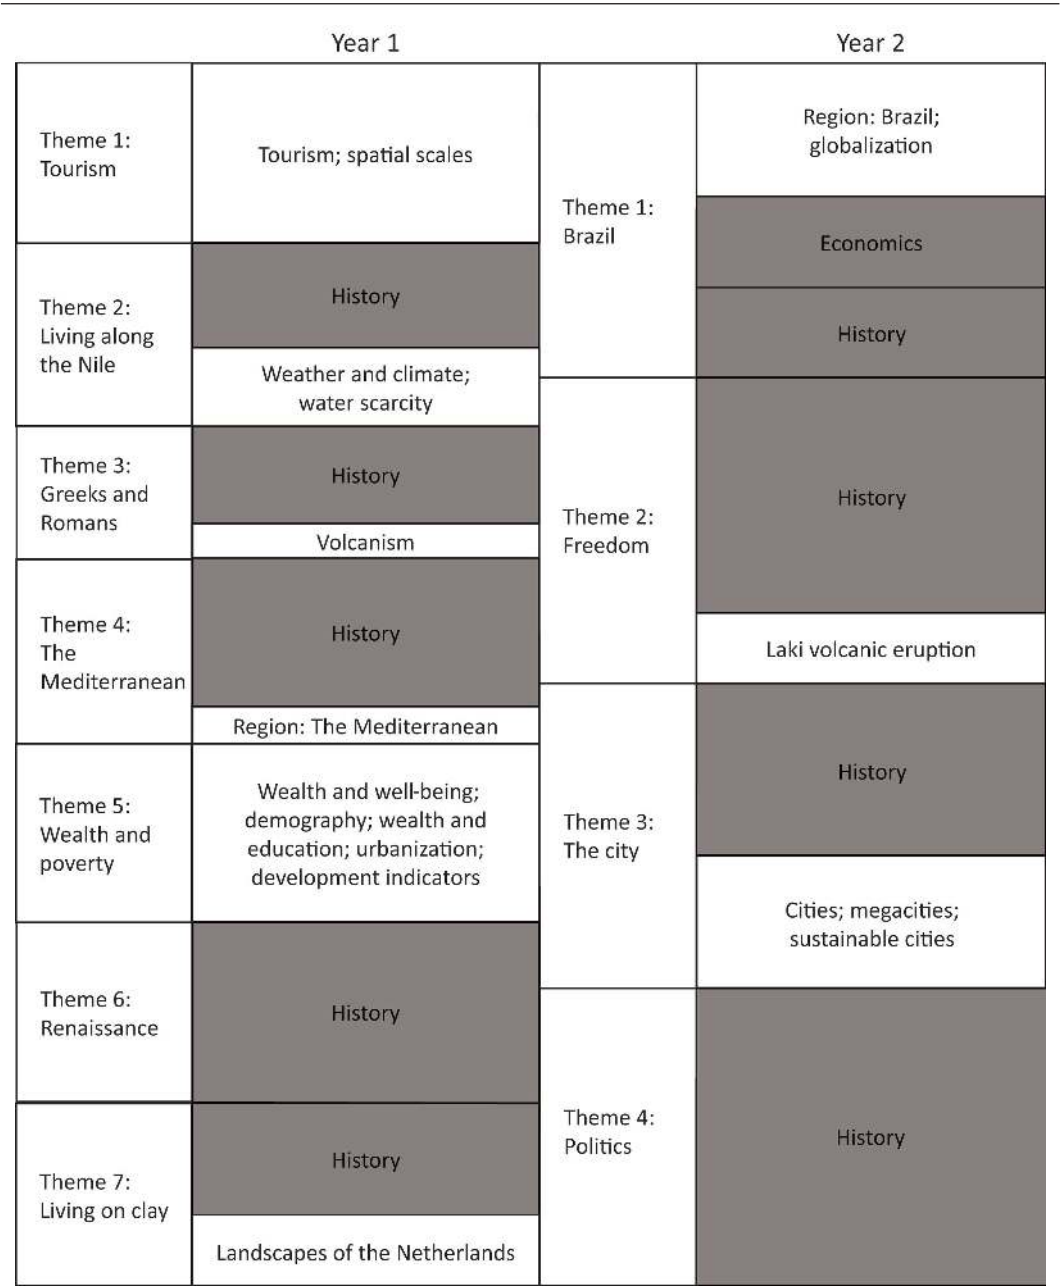 Year 1
Year 2
Theme 1:
Tourism
Tourism; spatial scales
Theme 2:
Living along
the Nile
History
Weather and climate;
water scarcity
Theme 3:
Greeks and
Romans
History
Volcanism
Theme 4:
The
Mediterranean
History
Region: The Mediterranean
Theme 5:
Wealth and
poverty
Wealth and well-being;
demography; wealth and
education; urbanization;
development indicators
Theme 6:
Renaissance
History
Theme 7:
Living on clay
History
Landscapes of the Netherlands
Theme 1:
Brazil
Region: Brazil;
globalization
Economics
History
Theme 2:
Freedom
History
Laki volcanic eruption
Theme 3:
The city
History
Cities; megacities;
sustainable cities
Theme 4:
Politics
History